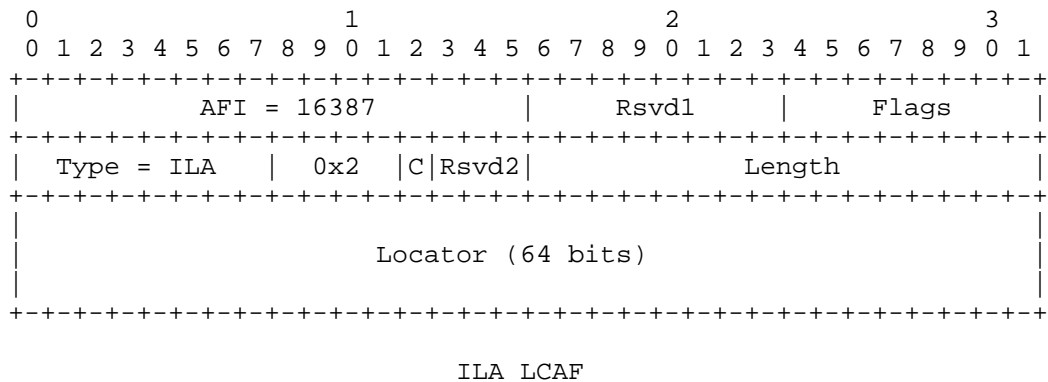 0                   1                   2                   3
 0 1 2 3 4 5 6 7 8 9 0 1 2 3 4 5 6 7 8 9 0 1 2 3 4 5 6 7 8 9 0 1
+-+-+-+-+-+-+-+-+-+-+-+-+-+-+-+-+-+-+-+-+-+-+-+-+-+-+-+-+-+-+-+-+
|           AFI = 16387         |     Rsvd1     |     Flags     |
+-+-+-+-+-+-+-+-+-+-+-+-+-+-+-+-+-+-+-+-+-+-+-+-+-+-+-+-+-+-+-+-+
|  Type = ILA   |  0x2  |C|Rsvd2|             Length            |
+-+-+-+-+-+-+-+-+-+-+-+-+-+-+-+-+-+-+-+-+-+-+-+-+-+-+-+-+-+-+-+-+
|                                                               |
|                      Locator (64 bits)                        |
|                                                               |
+-+-+-+-+-+-+-+-+-+-+-+-+-+-+-+-+-+-+-+-+-+-+-+-+-+-+-+-+-+-+-+-+
                            ILA LCAF